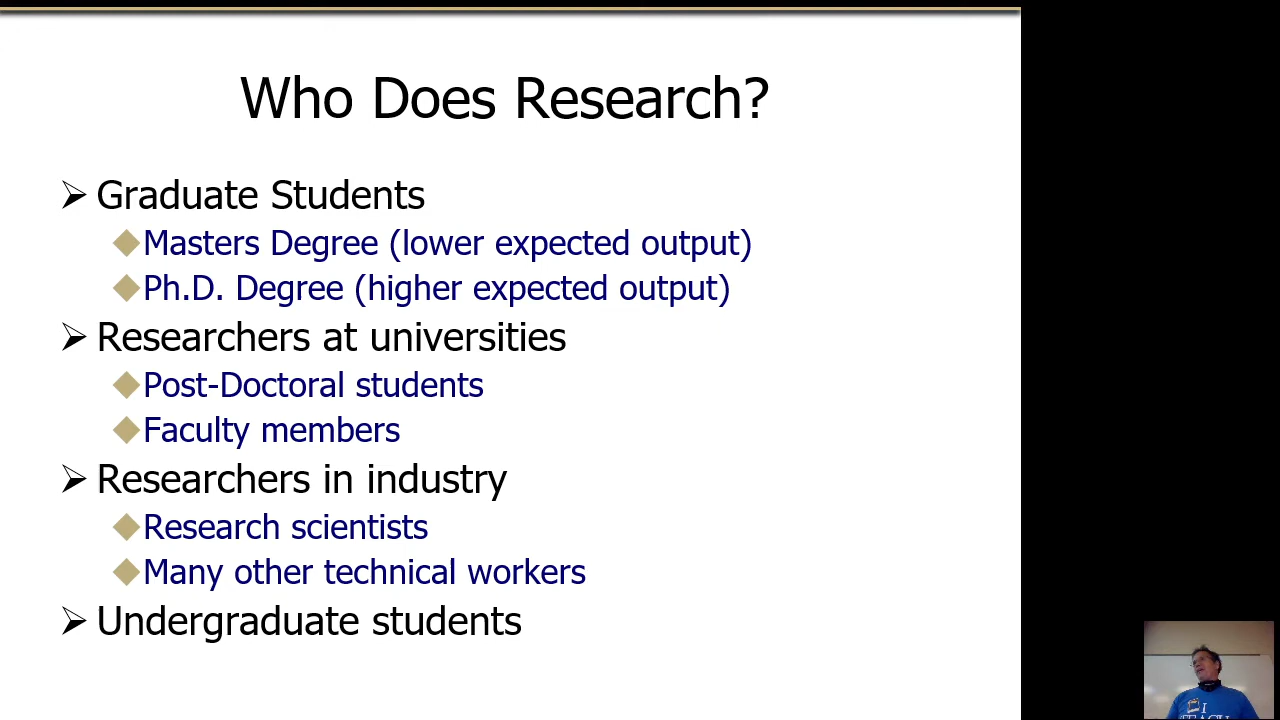 Who Does Research?
Graduate Students
Masters Degree (lower expected output)
Ph.D. Degree (higher expected output)
Researchers at universities
Post-Doctoral students
Faculty members
Researchers in industry
Research scientists
Many other technical workers
Undergraduate students
I
TEACH